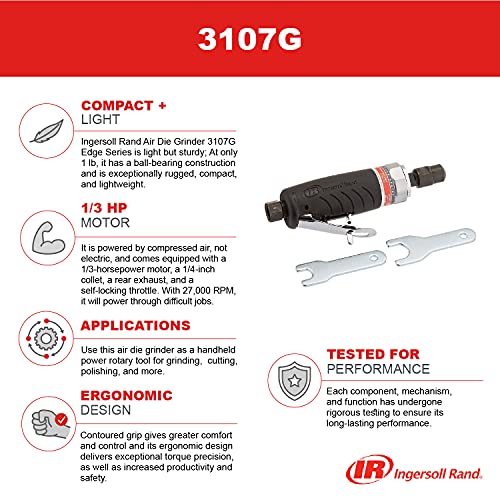 3107G
COMPACT +
LIGHT
Ingersoll Rand Air Die Grinder 3107G
Edge Series is light but sturdy; At only
1 lb, it has a ball-bearing construction
and is exceptionally rugged, compact,
and lightweight.
1/3 HP
MOTOR
It is powered by compressed air, not
electric, and comes equipped with a
1/3-horsepower motor, a 1/4-inch
collet, a rear exhaust, and a
self-locking throttle. With 27,000 RPM,
it will power through difficult jobs.
APPLICATIONS
Use this air die grinder as a handheld
power rotary tool for grinding, cutting,
polishing, and more.
ERGONOMIC
DESIGN
Contoured grip gives greater comfort
and control and its ergonomic design
delivers exceptional torque precision,
as well as increased productivity and
safety.
IR Ingersoll Rand
TESTED FOR
PERFORMANCE
Each component, mechanism,
and function has undergone
rigorous testing to ensure its
long-lasting performance.
IR Ingersoll Rand.